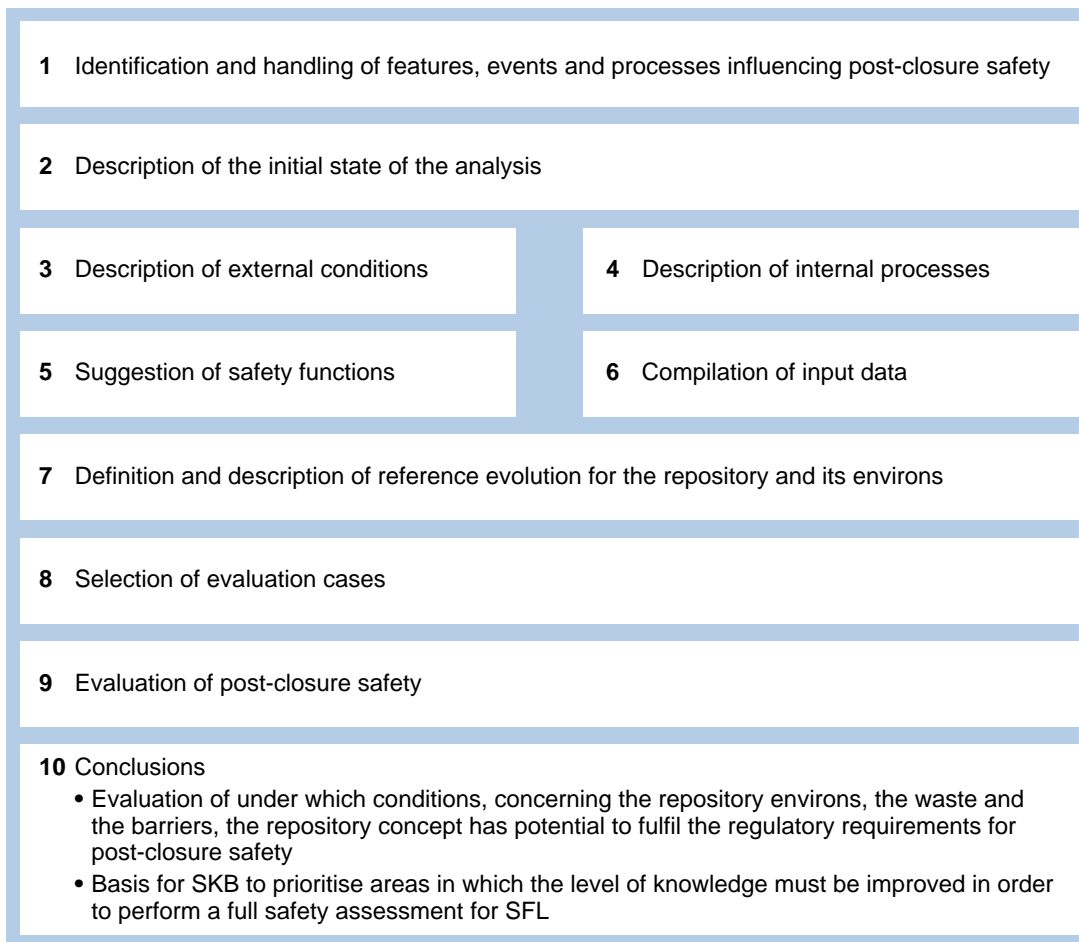 1 Identification and handling of features, events and processes influencing post-closure safety
2 Description of the initial state of the analysis
3 Description of external conditions
4 Description of internal processes
5 Suggestion of safety functions
6 Compilation of input data
7 Definition and description of reference evolution for the repository and its environs
8 Selection of evaluation cases
9 Evaluation of post-closure safety
10 Conclusions
• Evaluation of under which conditions, concerning the repository environs, the waste and
the barriers, the repository concept has potential to fulfil the regulatory requirements for
post-closure safety
• Basis for SKB to prioritise areas in which the level of knowledge must be improved in order
to perform a full safety assessment for SFL